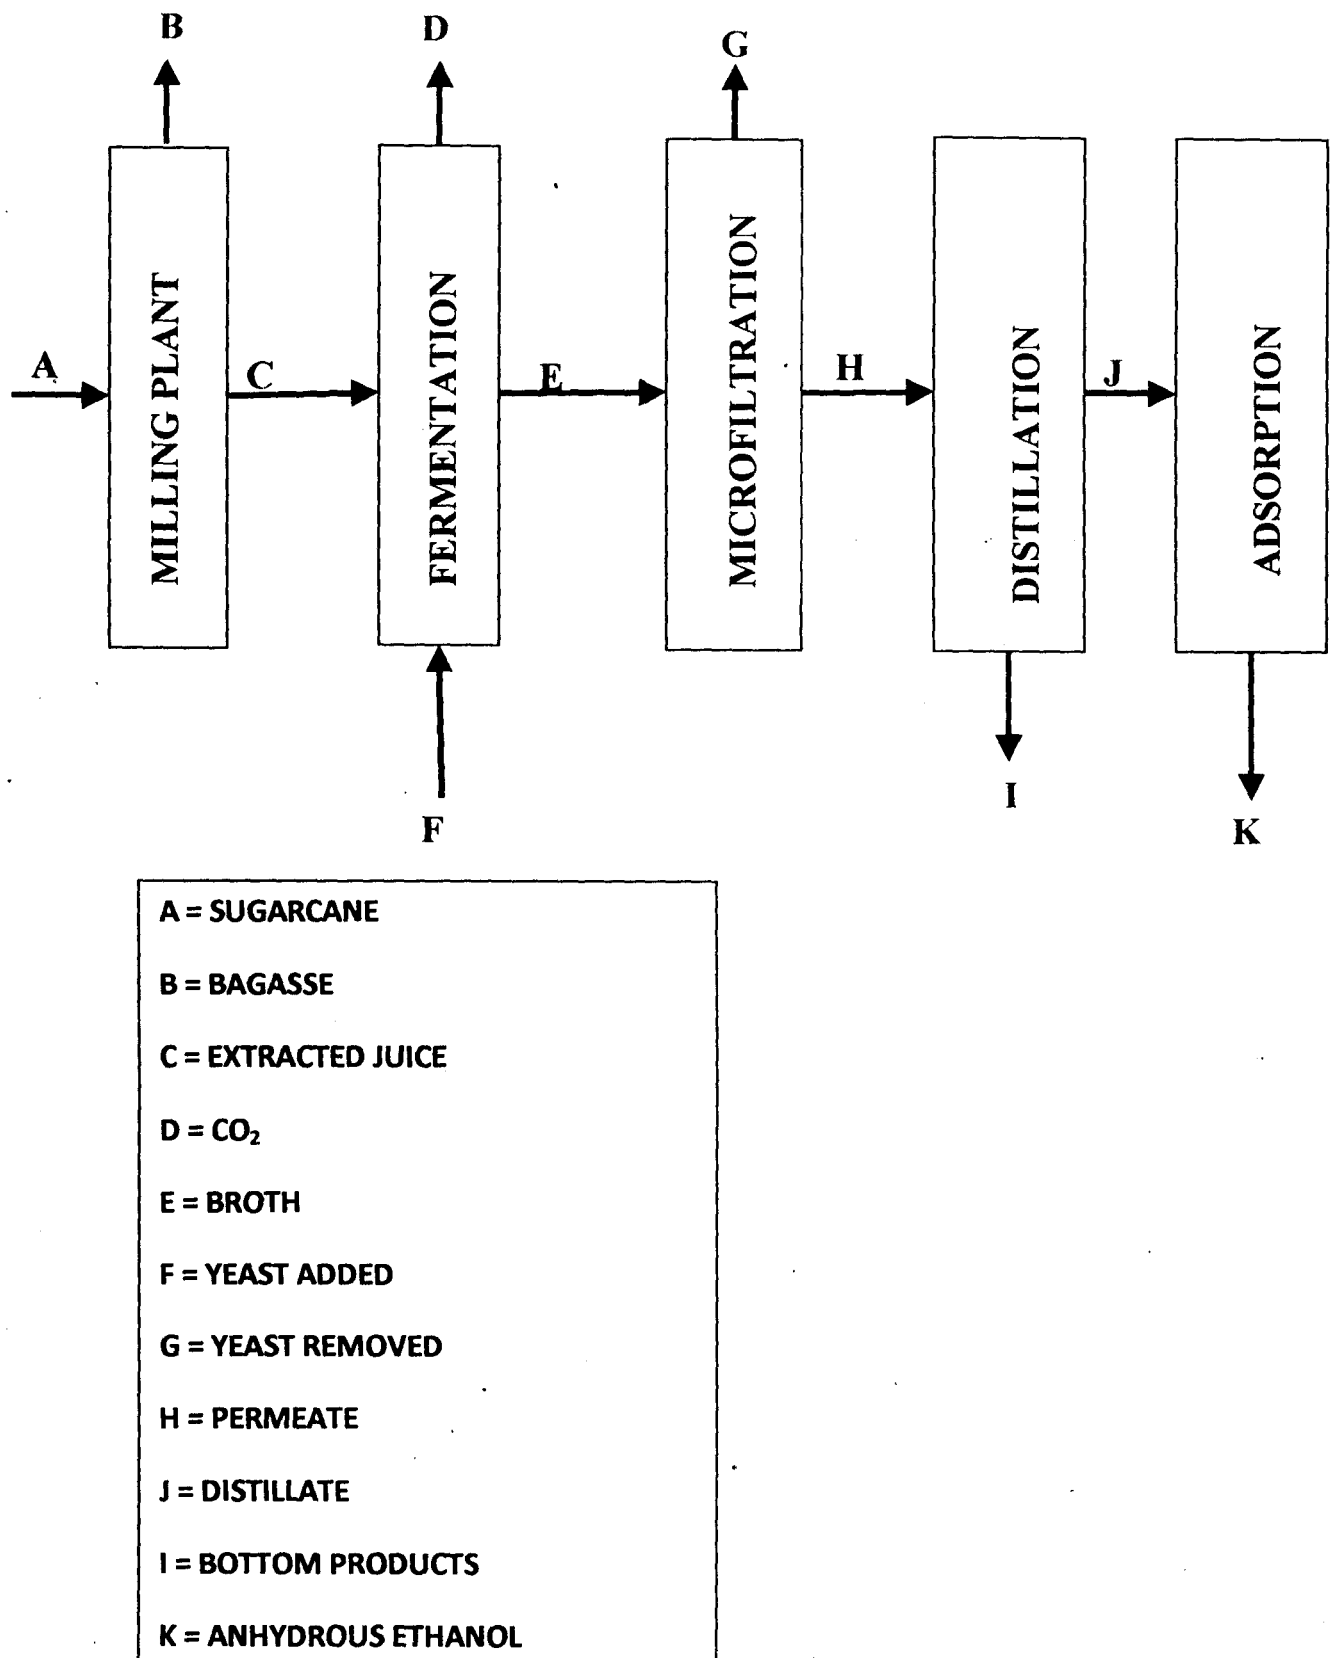 B
D
G
A
C
E
H
J
MILLING PLANT
FERMENTATION
MICROFILTRATION
DISTILLATION
ADSORPTION
F
I
K
A = SUGARCANE
B = BAGASSE
C = EXTRACTED JUICE
D = CO₂
E = BROTH
F = YEAST ADDED
G = YEAST REMOVED
H = PERMEATE
J = DISTILLATE
I = BOTTOM PRODUCTS
K = ANHYDROUS ETHANOL